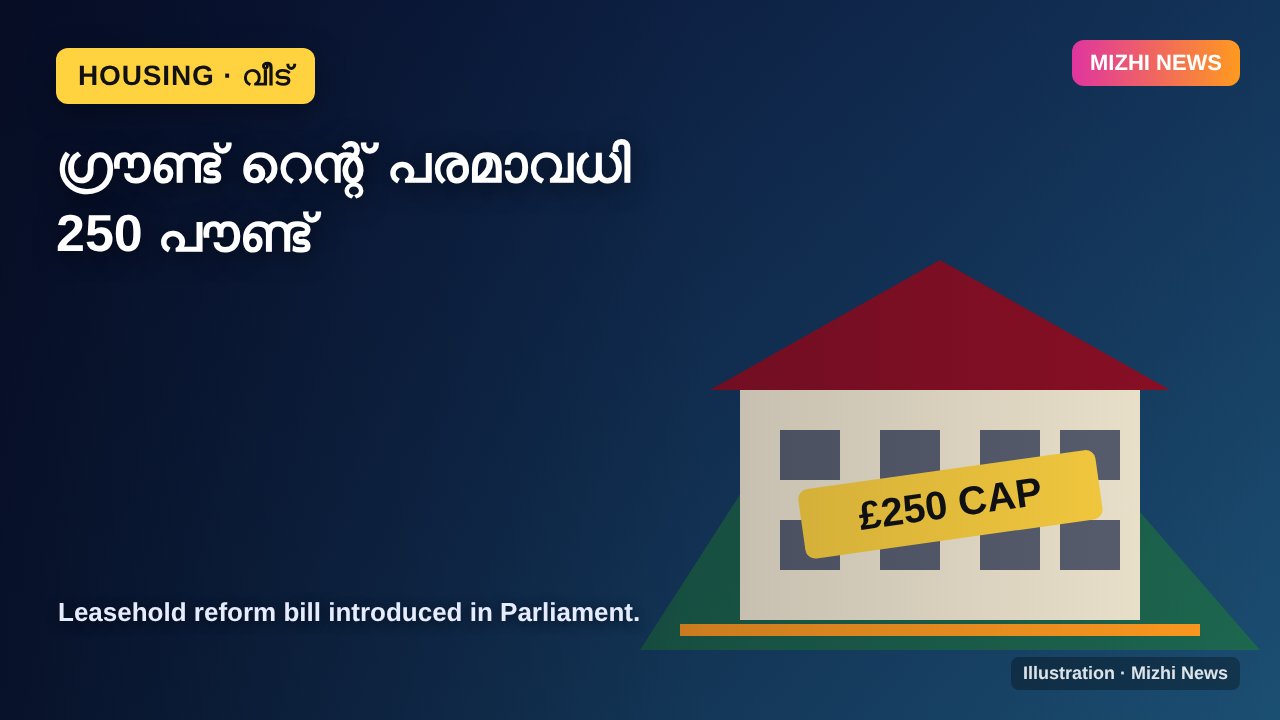 HOUSING · വീട്
MIZHI NEWS
ഗ്രൗണ്ട് റെന്റ് പരമാവധി
250 പൗണ്ട്
£250 CAP
Leasehold reform bill introduced in Parliament.
Illustration · Mizhi News